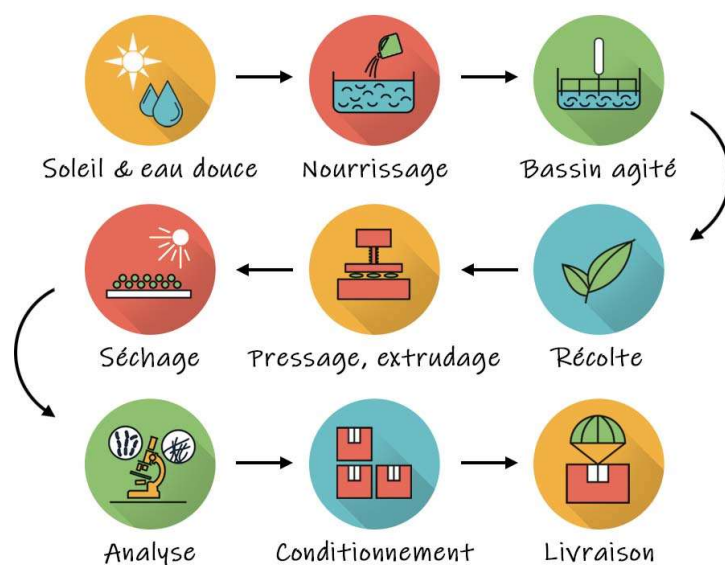 Soleil & eau douce
Nourrissage
Bassin agité
Séchage
Pressage, extrudage
Récolte
Analyse
Conditionnement
Livraison